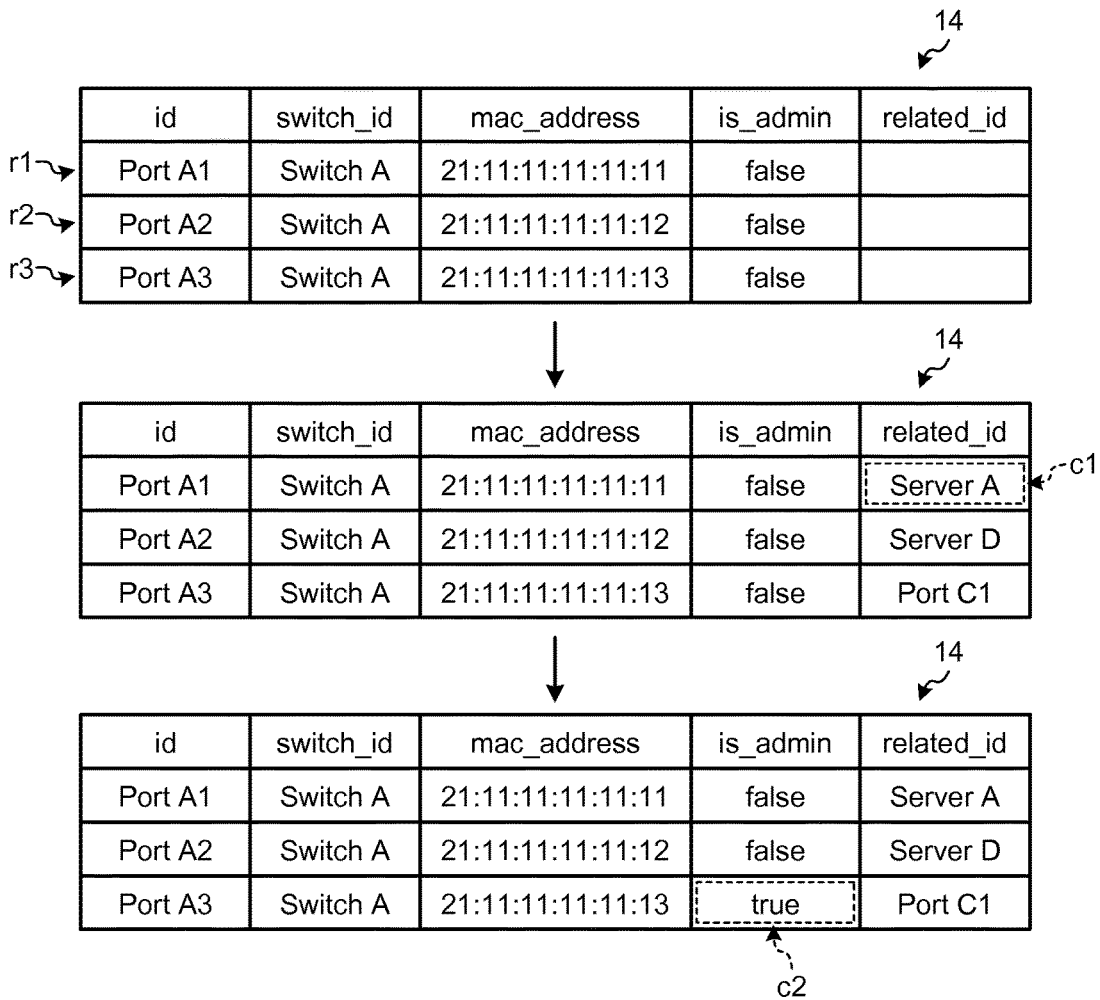 14
id switch_id mac_address is_admin related_id
r1 Port A1 Switch A 21:11:11:11:11:11 false
r2 Port A2 Switch A 21:11:11:11:11:12 false
r3 Port A3 Switch A 21:11:11:11:11:13 false
14
id switch_id mac_address is_admin related_id
Port A1 Switch A 21:11:11:11:11:11 false Server A c1
Port A2 Switch A 21:11:11:11:11:12 false Server D
Port A3 Switch A 21:11:11:11:11:13 false Port C1
14
id switch_id mac_address is_admin related_id
Port A1 Switch A 21:11:11:11:11:11 false Server A
Port A2 Switch A 21:11:11:11:11:12 false Server D
Port A3 Switch A 21:11:11:11:11:13 true Port C1
c2